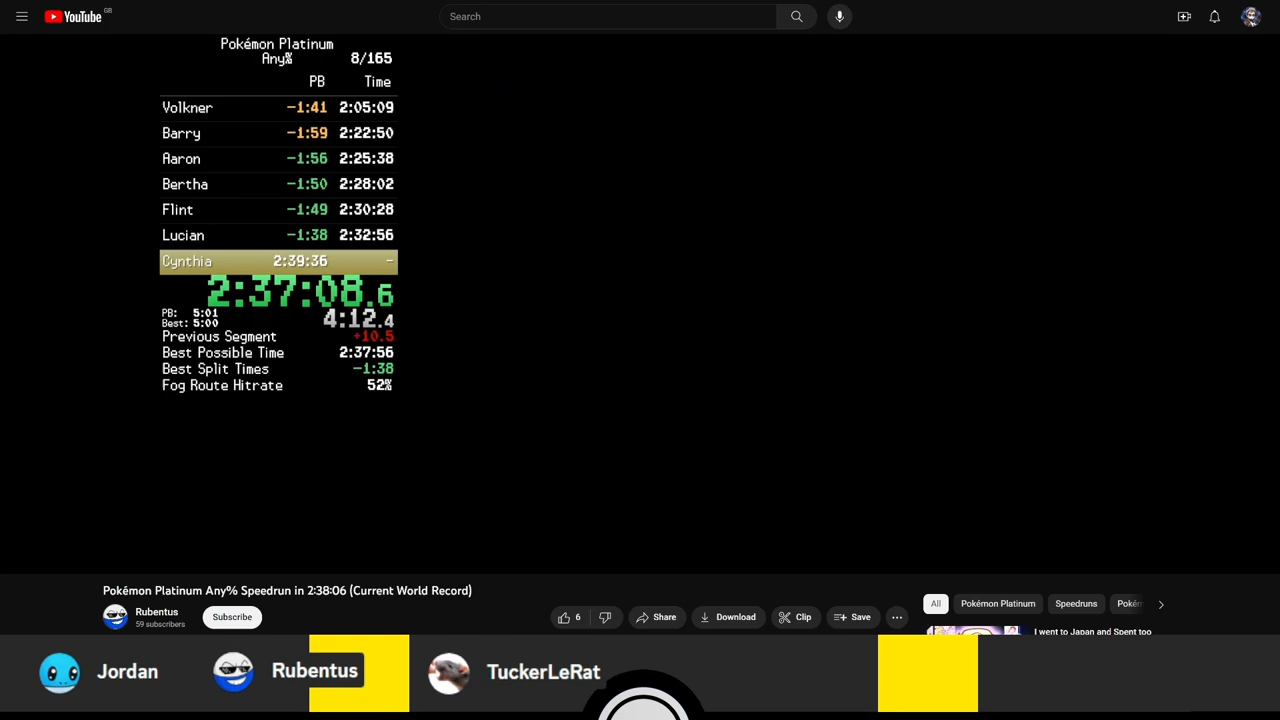 YouTube GB
Search
Pokémon Platinum
Any% 8/165
PB Time
Volkner -1:41 2:05:09
Barry -1:59 2:22:50
Aaron -1:56 2:25:38
Bertha -1:50 2:28:02
Flint -1:49 2:30:28
Lucian -1:38 2:32:56
Cynthia 2:39:36 -
2:37:08.6
PB: 5:01
Best: 5:00
4:12.4
Previous Segment +10.5
Best Possible Time 2:37:56
Best Split Times -1:38
Fog Route Hitrate 52%
Pokémon Platinum Any% Speedrun in 2:38:06 (Current World Record)
Rubentus
59 subscribers
Subscribe
6
Share
Download
Clip
Save
All
Pokémon Platinum
Speedruns
Pokém
I went to Japan and Spent too
Jordan
Rubentus
TuckerLeRat